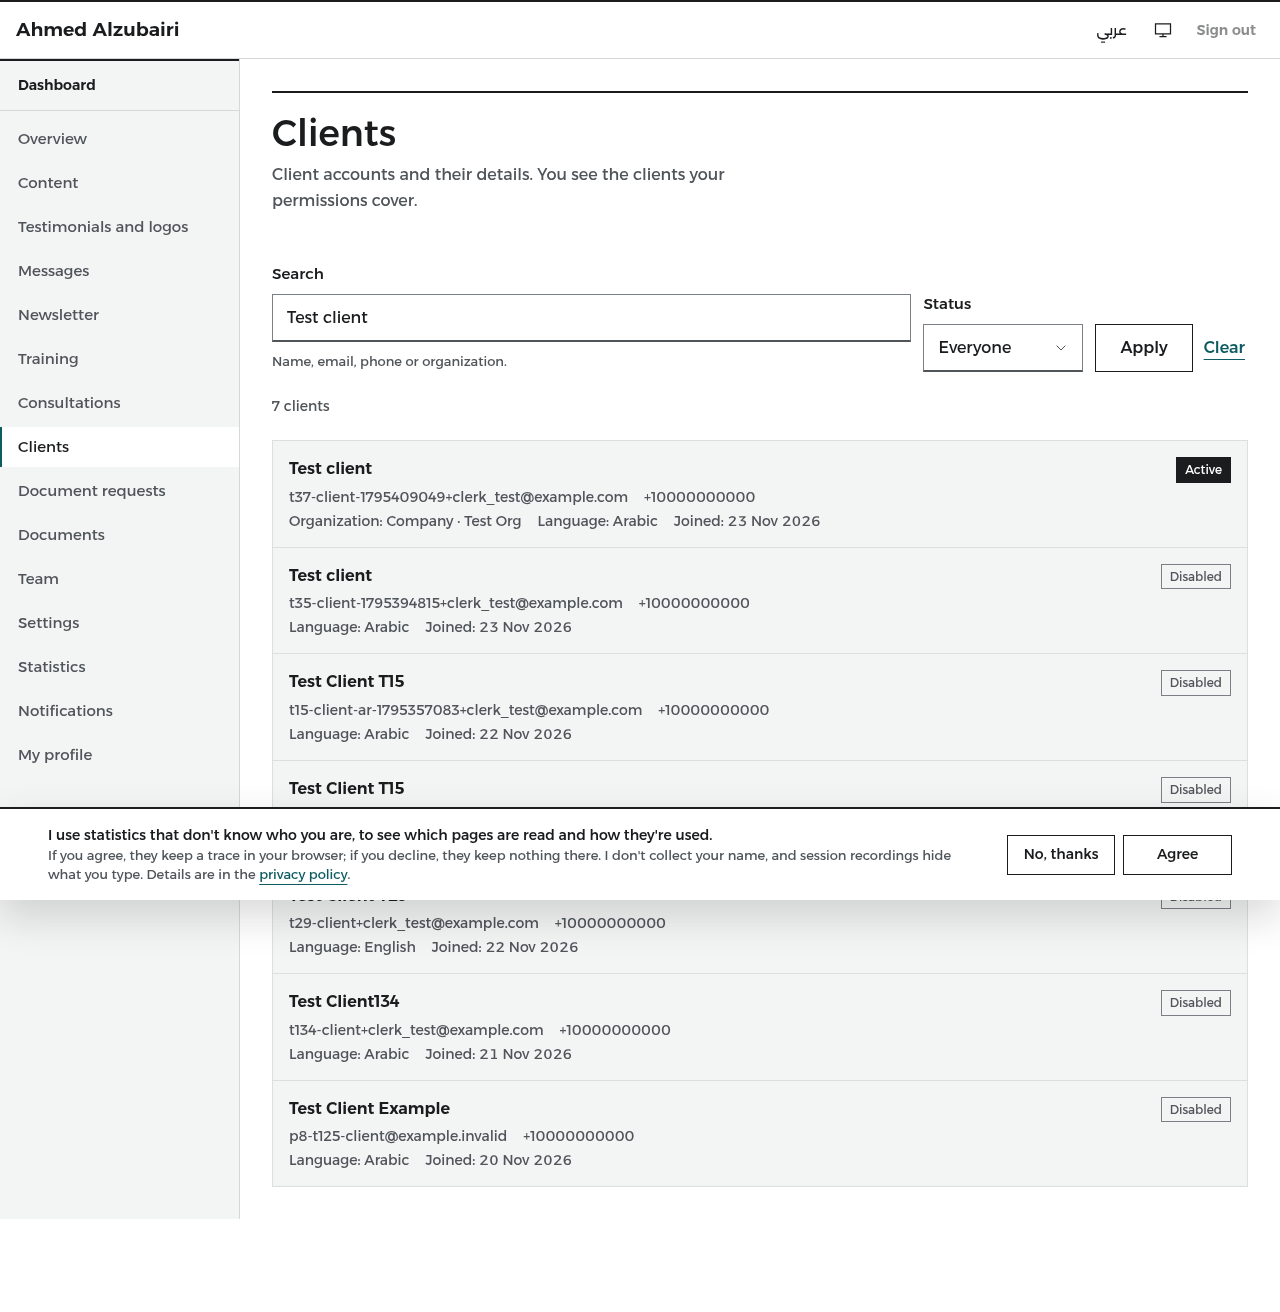 Ahmed Alzubairi
عربي
Sign out
Dashboard
Overview
Content
Testimonials and logos
Messages
Newsletter
Training
Consultations
Clients
Document requests
Documents
Team
Settings
Statistics
Notifications
My profile
Clients
Client accounts and their details. You see the clients your
permissions cover.
Search
Test client
Name, email, phone or organization.
Status
Everyone
Apply
Clear
7 clients
Test client
Active
t37-client-1795409049+clerk_test@example.com +10000000000
Organization: Company · Test Org Language: Arabic Joined: 23 Nov 2026
Test client
Disabled
t35-client-1795394815+clerk_test@example.com +10000000000
Language: Arabic Joined: 23 Nov 2026
Test Client T15
Disabled
t15-client-ar-1795357083+clerk_test@example.com +10000000000
Language: Arabic Joined: 22 Nov 2026
Test Client T15
Disabled
I use statistics that don't know who you are, to see which pages are read and how they're used.
If you agree, they keep a trace in your browser; if you decline, they keep nothing there. I don't collect your name, and session recordings hide
what you type. Details are in the privacy policy.
No, thanks
Agree
t29-client+clerk_test@example.com +10000000000
Language: English Joined: 22 Nov 2026
Test Client134
Disabled
t134-client+clerk_test@example.com +10000000000
Language: Arabic Joined: 21 Nov 2026
Test Client Example
Disabled
p8-t125-client@example.invalid +10000000000
Language: Arabic Joined: 20 Nov 2026